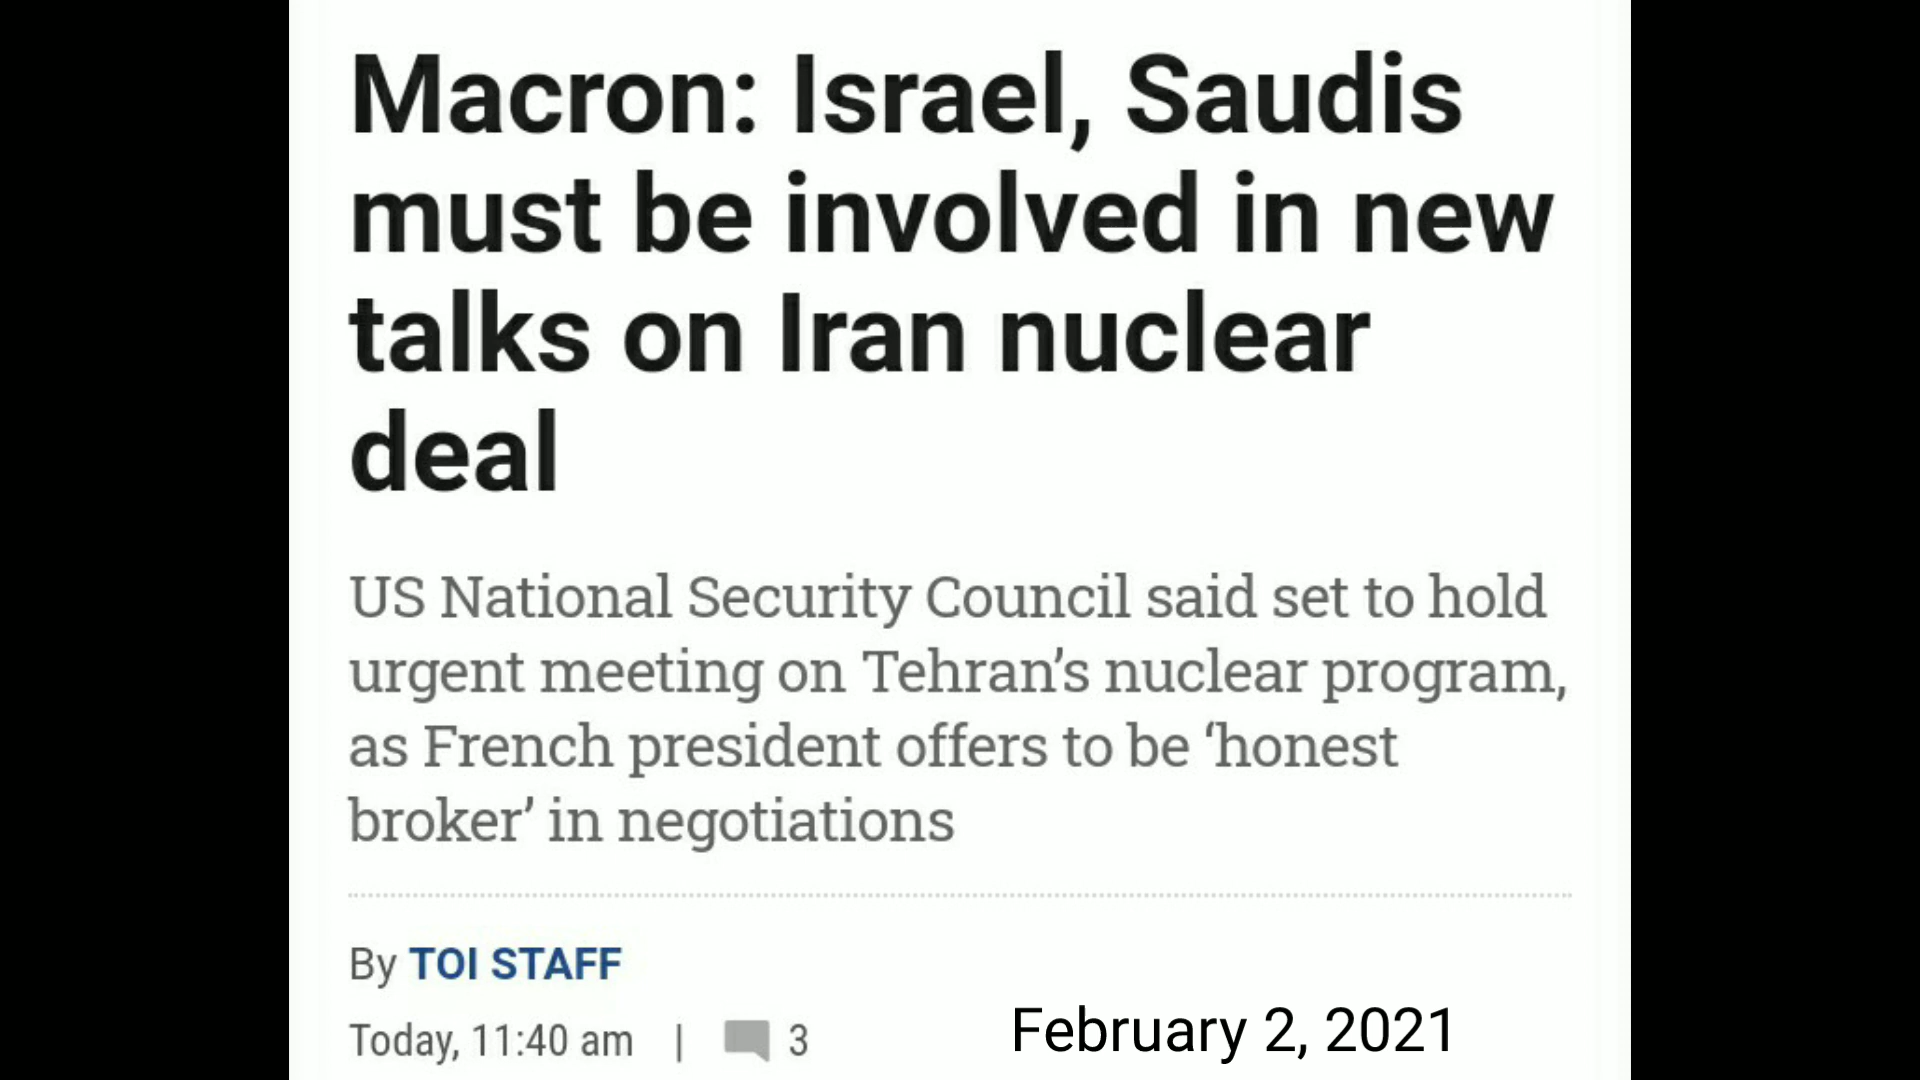 Macron: Israel, Saudis
must be involved in new
talks on Iran nuclear
deal
US National Security Council said set to hold
urgent meeting on Tehran’s nuclear program,
as French president offers to be ‘honest
broker’ in negotiations
By TOI STAFF
Today, 11:40 am | 3
February 2, 2021